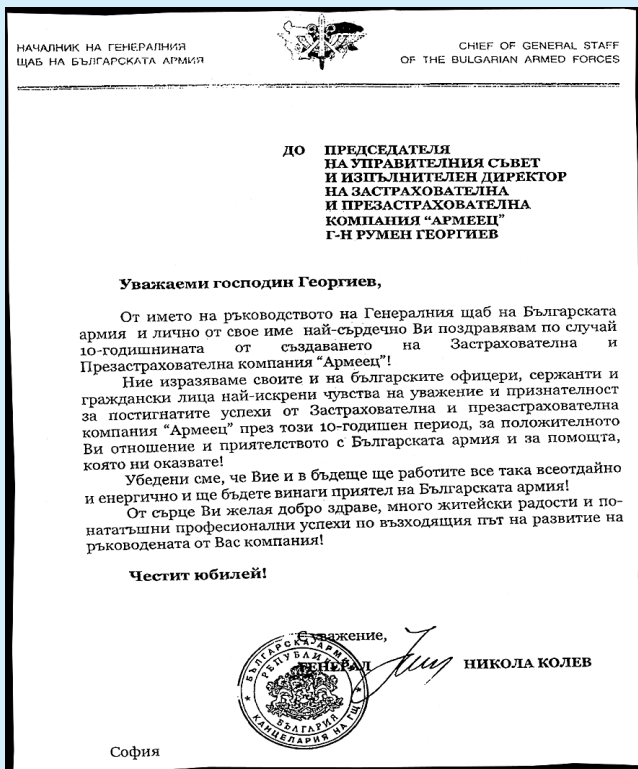 НАЧАЛНИК НА ГЕНЕРАЛНИЯ
ЩАБ НА БЪЛГАРСКАТА АРМИЯ
CHIEF OF GENERAL STAFF
OF THE BULGARIAN ARMED FORCES
ДО ПРЕДСЕДАТЕЛЯ
НА УПРАВИТЕЛНИЯ СЪВЕТ
И ИЗПЪЛНИТЕЛЕН ДИРЕКТОР
НА ЗАСТРАХОВАТЕЛНА
И ПРЕЗАСТРАХОВАТЕЛНА
КОМПАНИЯ “АРМЕЕЦ”
Г-Н РУМЕН ГЕОРГИЕВ
Уважаеми господин Георгиев,
От името на ръководството на Генералния щаб на Българската
армия и лично от свое име най-сърдечно Ви поздравявам по случай
10-годишнината от създаването на Застрахователна и
Презастрахователна компания “Армеец”!
Ние изразяваме своите и на българските офицери, сержанти и
граждански лица най-искрени чувства на уважение и признателност
за постигнатите успехи от Застрахователна и презастрахователна
компания “Армеец” през този 10-годишен период, за положителното
Ви отношение и приятелството с Българската армия и за помощта,
която ни оказвате!
Убедени сме, че Вие и в бъдеще ще работите все така всеотдайно
и енергично и ще бъдете винаги приятел на Българската армия!
От сърце Ви желая добро здраве, много житейски радости и по-
нататъшни професионални успехи по възходящия път на развитие на
ръководената от Вас компания!
Честит юбилей!
С уважение,
ГЕНЕРАЛ НИКОЛА КОЛЕВ
БЪЛГАРСКА АРМИЯ
РЕПУБЛИКА
БЪЛГАРИЯ
КАНЦЕЛАРИЯ НА ГЩ
София